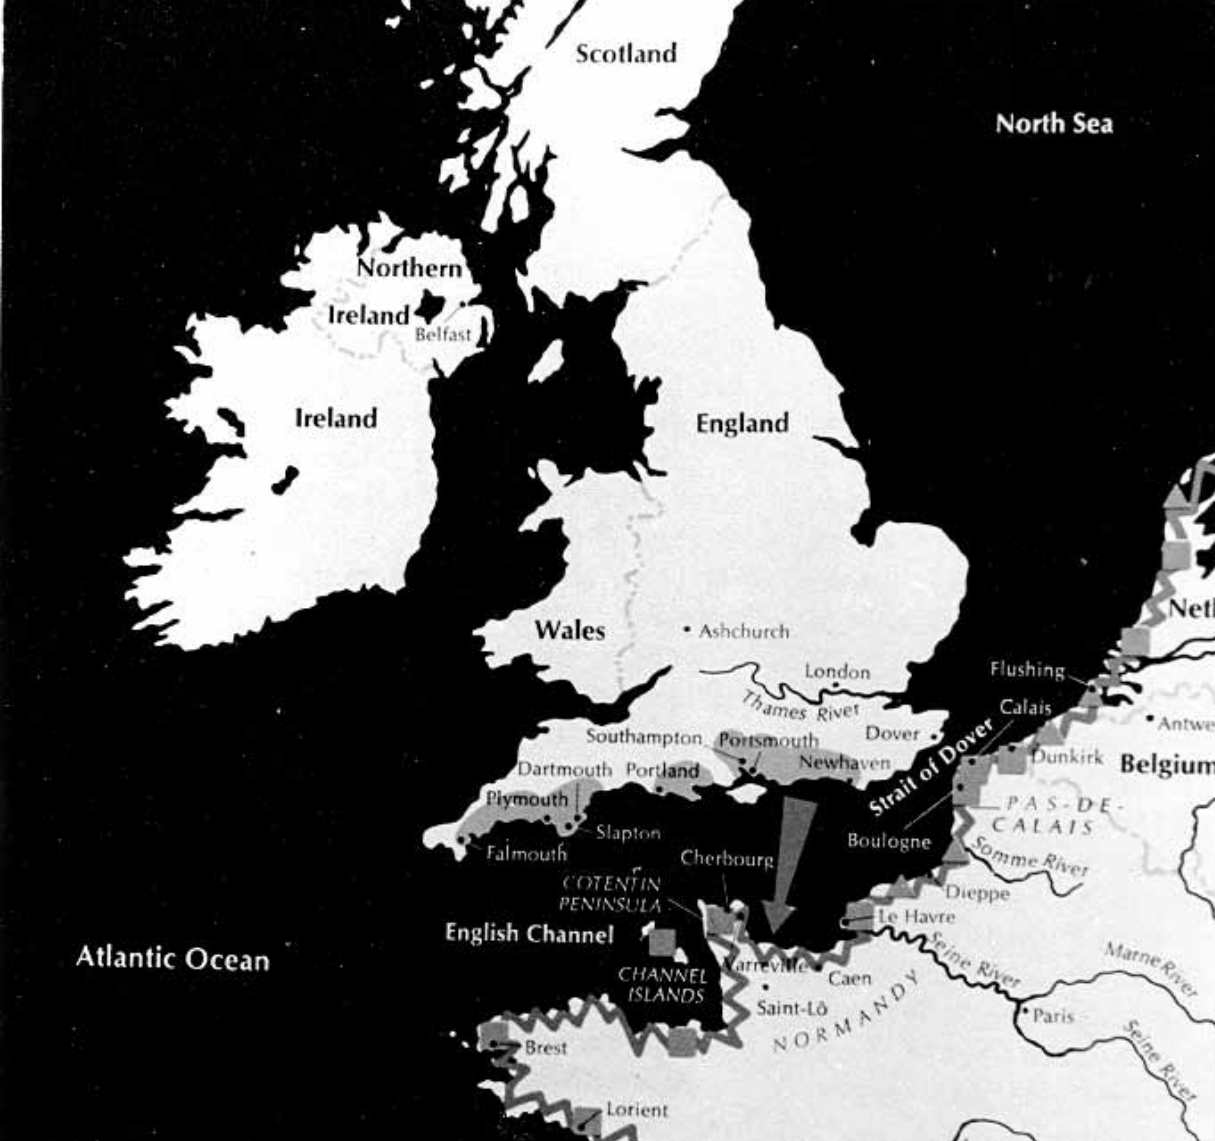 Scotland
North Sea
Northern
Ireland
Belfast
Ireland
England
Wales
Ashchurch
London
Thames River
Flushing
Calais
Neth
Antwe
Southampton
Portsmouth
Dover
Strait of Dover
Dunkirk
Belgium
Dartmouth
Portland
Newhaven
Plymouth
Slapton
PAS-DE-
CALAIS
Falmouth
Cherbourg
Boulogne
Somme River
COTENTIN
PENINSULA
Dieppe
Le Havre
English Channel
Seine River
Atlantic Ocean
CHANNEL
ISLANDS
Varreville
Caen
Marne River
Saint-Lô
NORMANDY
Paris
Seine River
Brest
Lorient